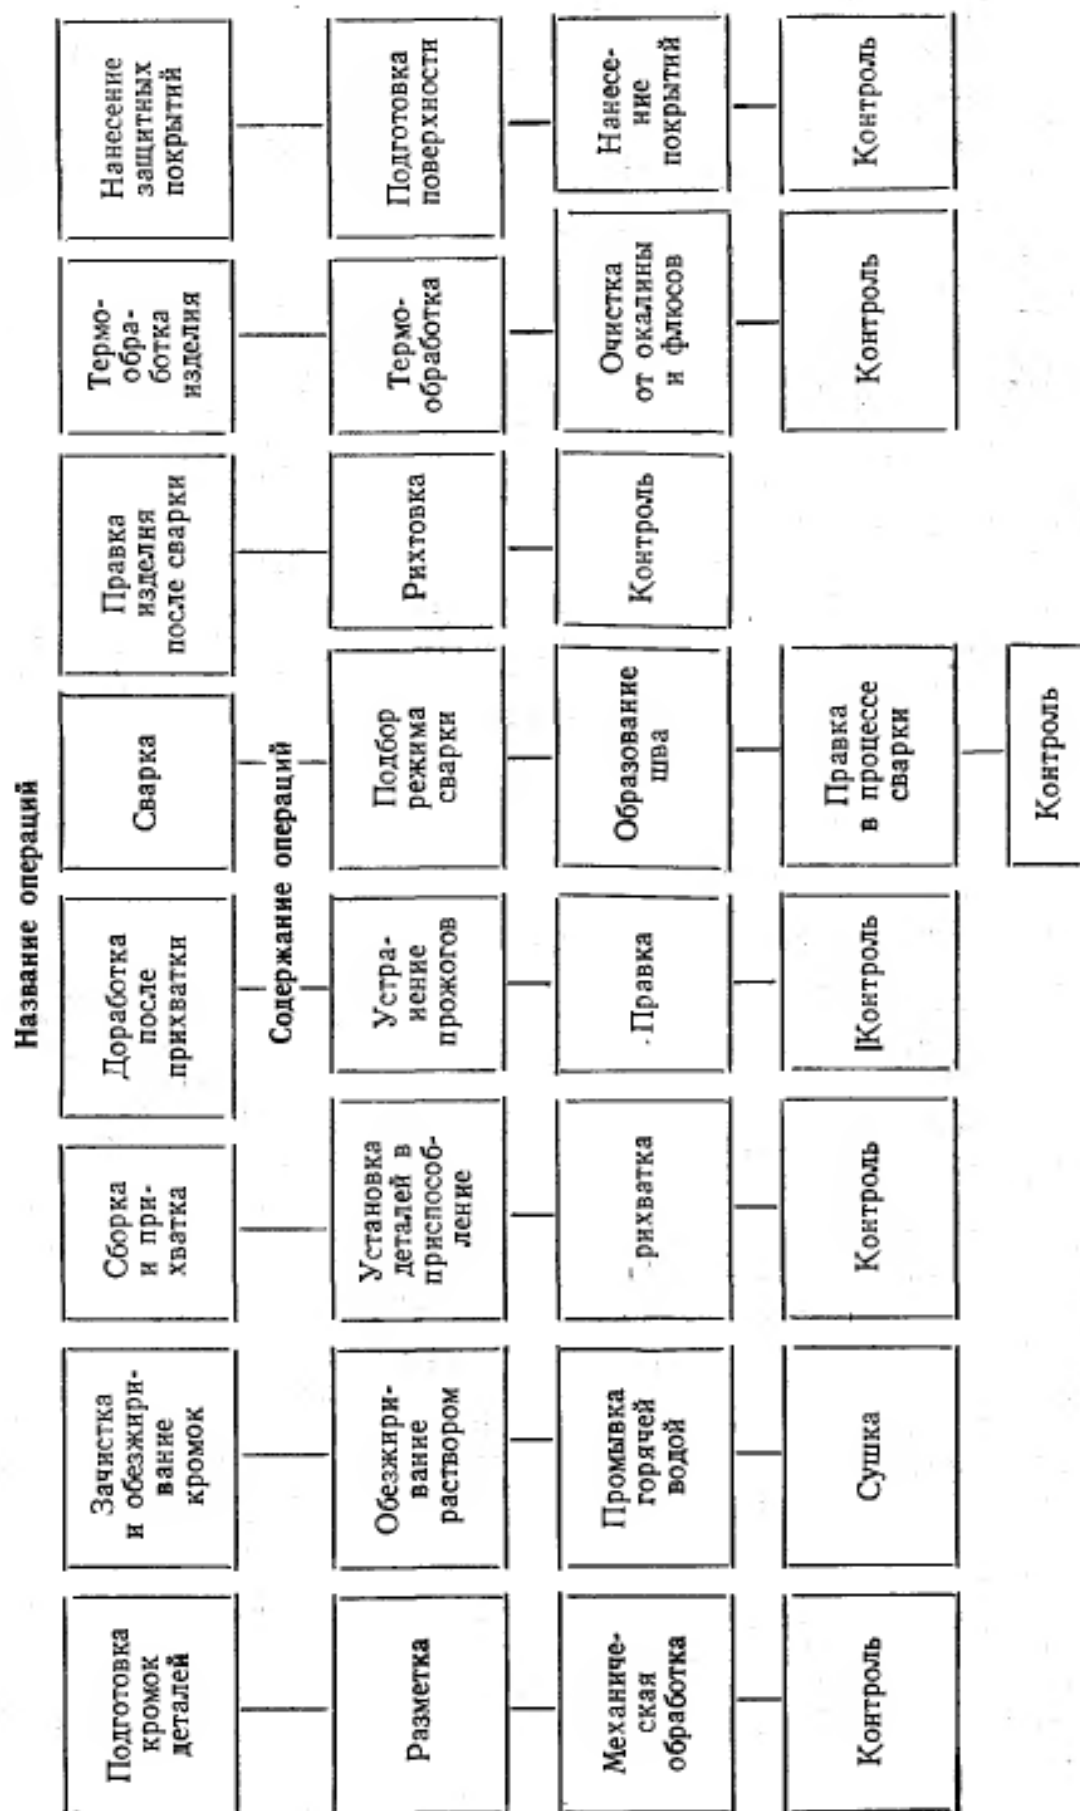 Название операций
Подготовка
кромок
деталей
Зачистка
и обезжири-
вание
кромок
Сборка
и при-
хватка
Доработка
после
прихватки
Сварка
Правка
изделия
после сварки
Термо-
обра-
ботка
изделия
Нанесение
защитных
покрытий
Содержание операций
Разметка
Обезжири-
вание
раствором
Установка
деталей в
приспособ-
ление
Устра-
нение
прожогов
Подбор
режима
сварки
Рихтовка
Термо-
обработка
Подготовка
поверхности
Механиче-
ская
обработка
Промывка
горячей
водой
рихватка
Правка
Образование
шва
Контроль
Очистка
от окалины
и флюсов
Нанесе-
ние
покрытий
Контроль
Сушка
Контроль
Контроль
Правка
в процессе
сварки
Контроль
Контроль
Контроль